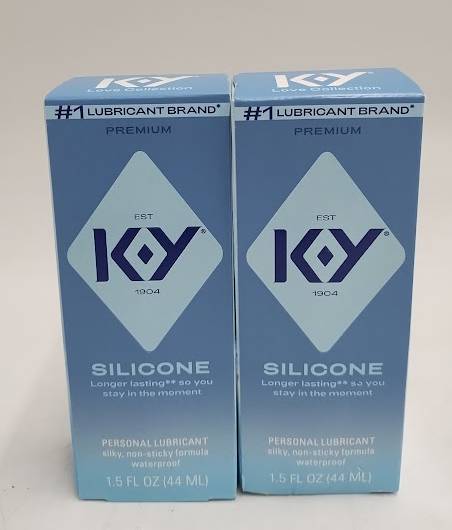 KY
Love Collection
#1 LUBRICANT BRAND*
PREMIUM
EST
KY®
1904
SILICONE
Longer lasting** so you
stay in the moment
PERSONAL LUBRICANT
silky, non-sticky formula
waterproof
1.5 FL OZ (44 ML)
KY
Love Collection
#1 LUBRICANT BRAND*
PREMIUM
EST
KY®
1904
SILICONE
Longer lasting** so you
stay in the moment
PERSONAL LUBRICANT
silky, non-sticky formula
waterproof
1.5 FL OZ (44 ML)